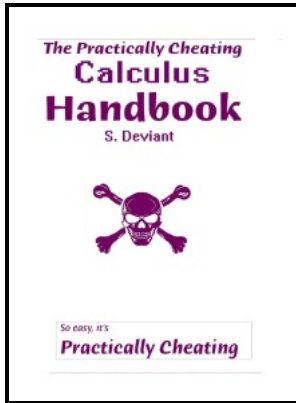 The Practically Cheating
Calculus
Handbook
S. Deviant
So easy, it's
Practically Cheating